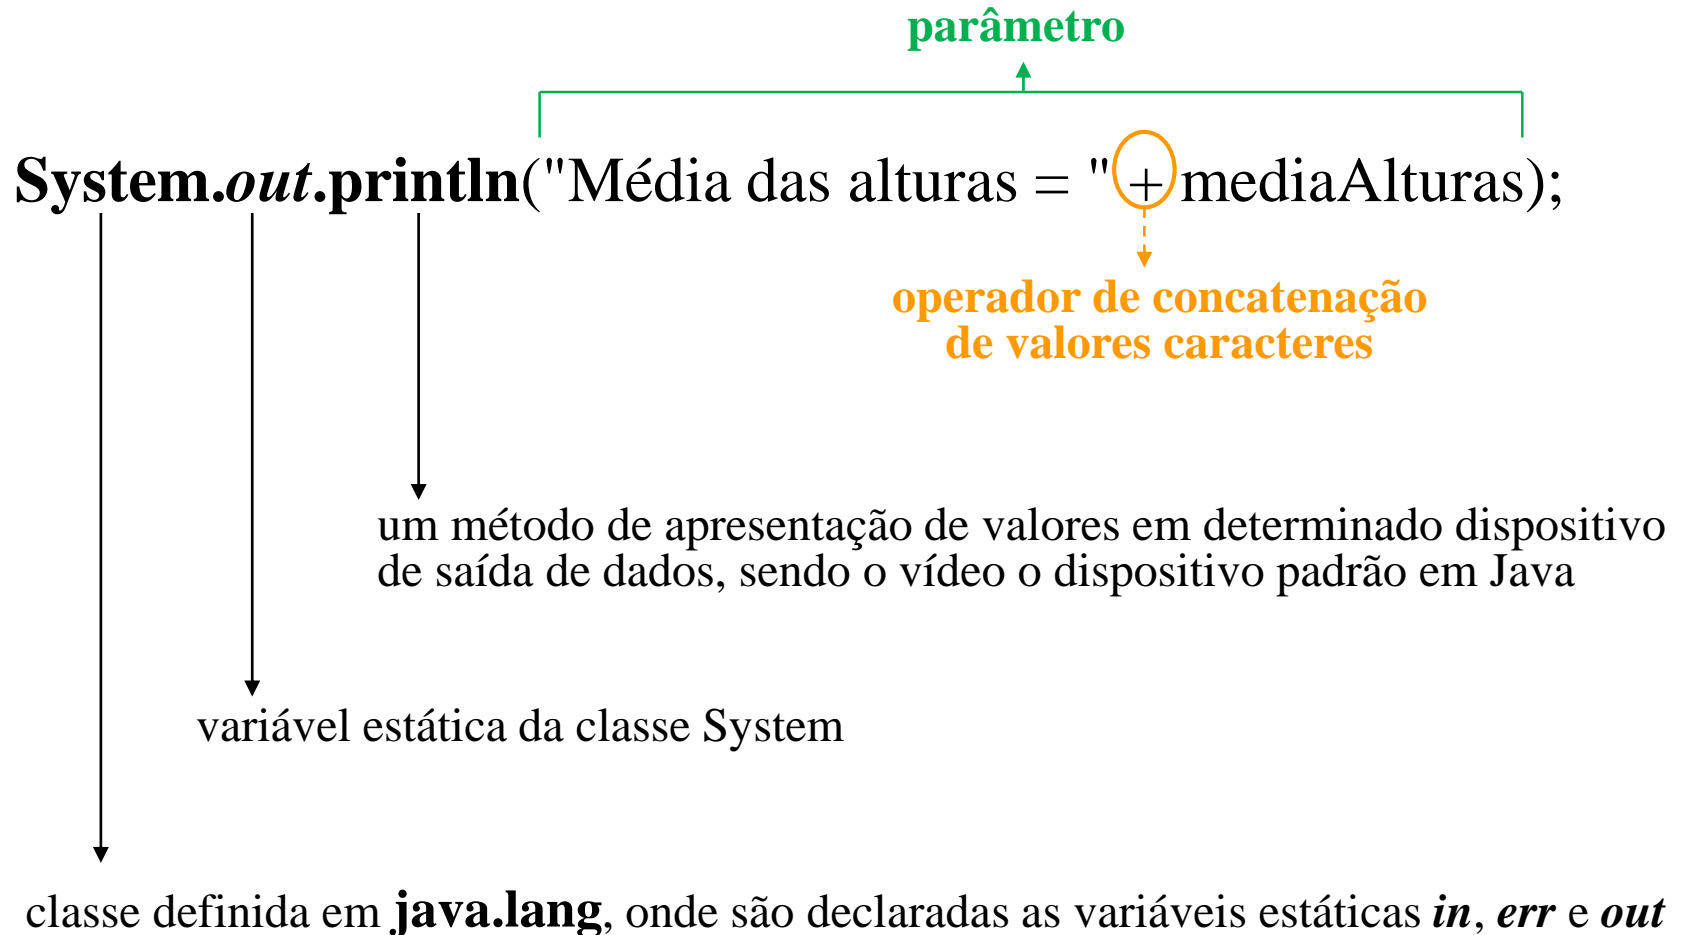 parâmetro
System.out.println("Média das alturas = " + mediaAlturas);
operador de concatenação
de valores caracteres
um método de apresentação de valores em determinado dispositivo
de saída de dados, sendo o vídeo o dispositivo padrão em Java
variável estática da classe System
classe definida em java.lang, onde são declaradas as variáveis estáticas in, err e out